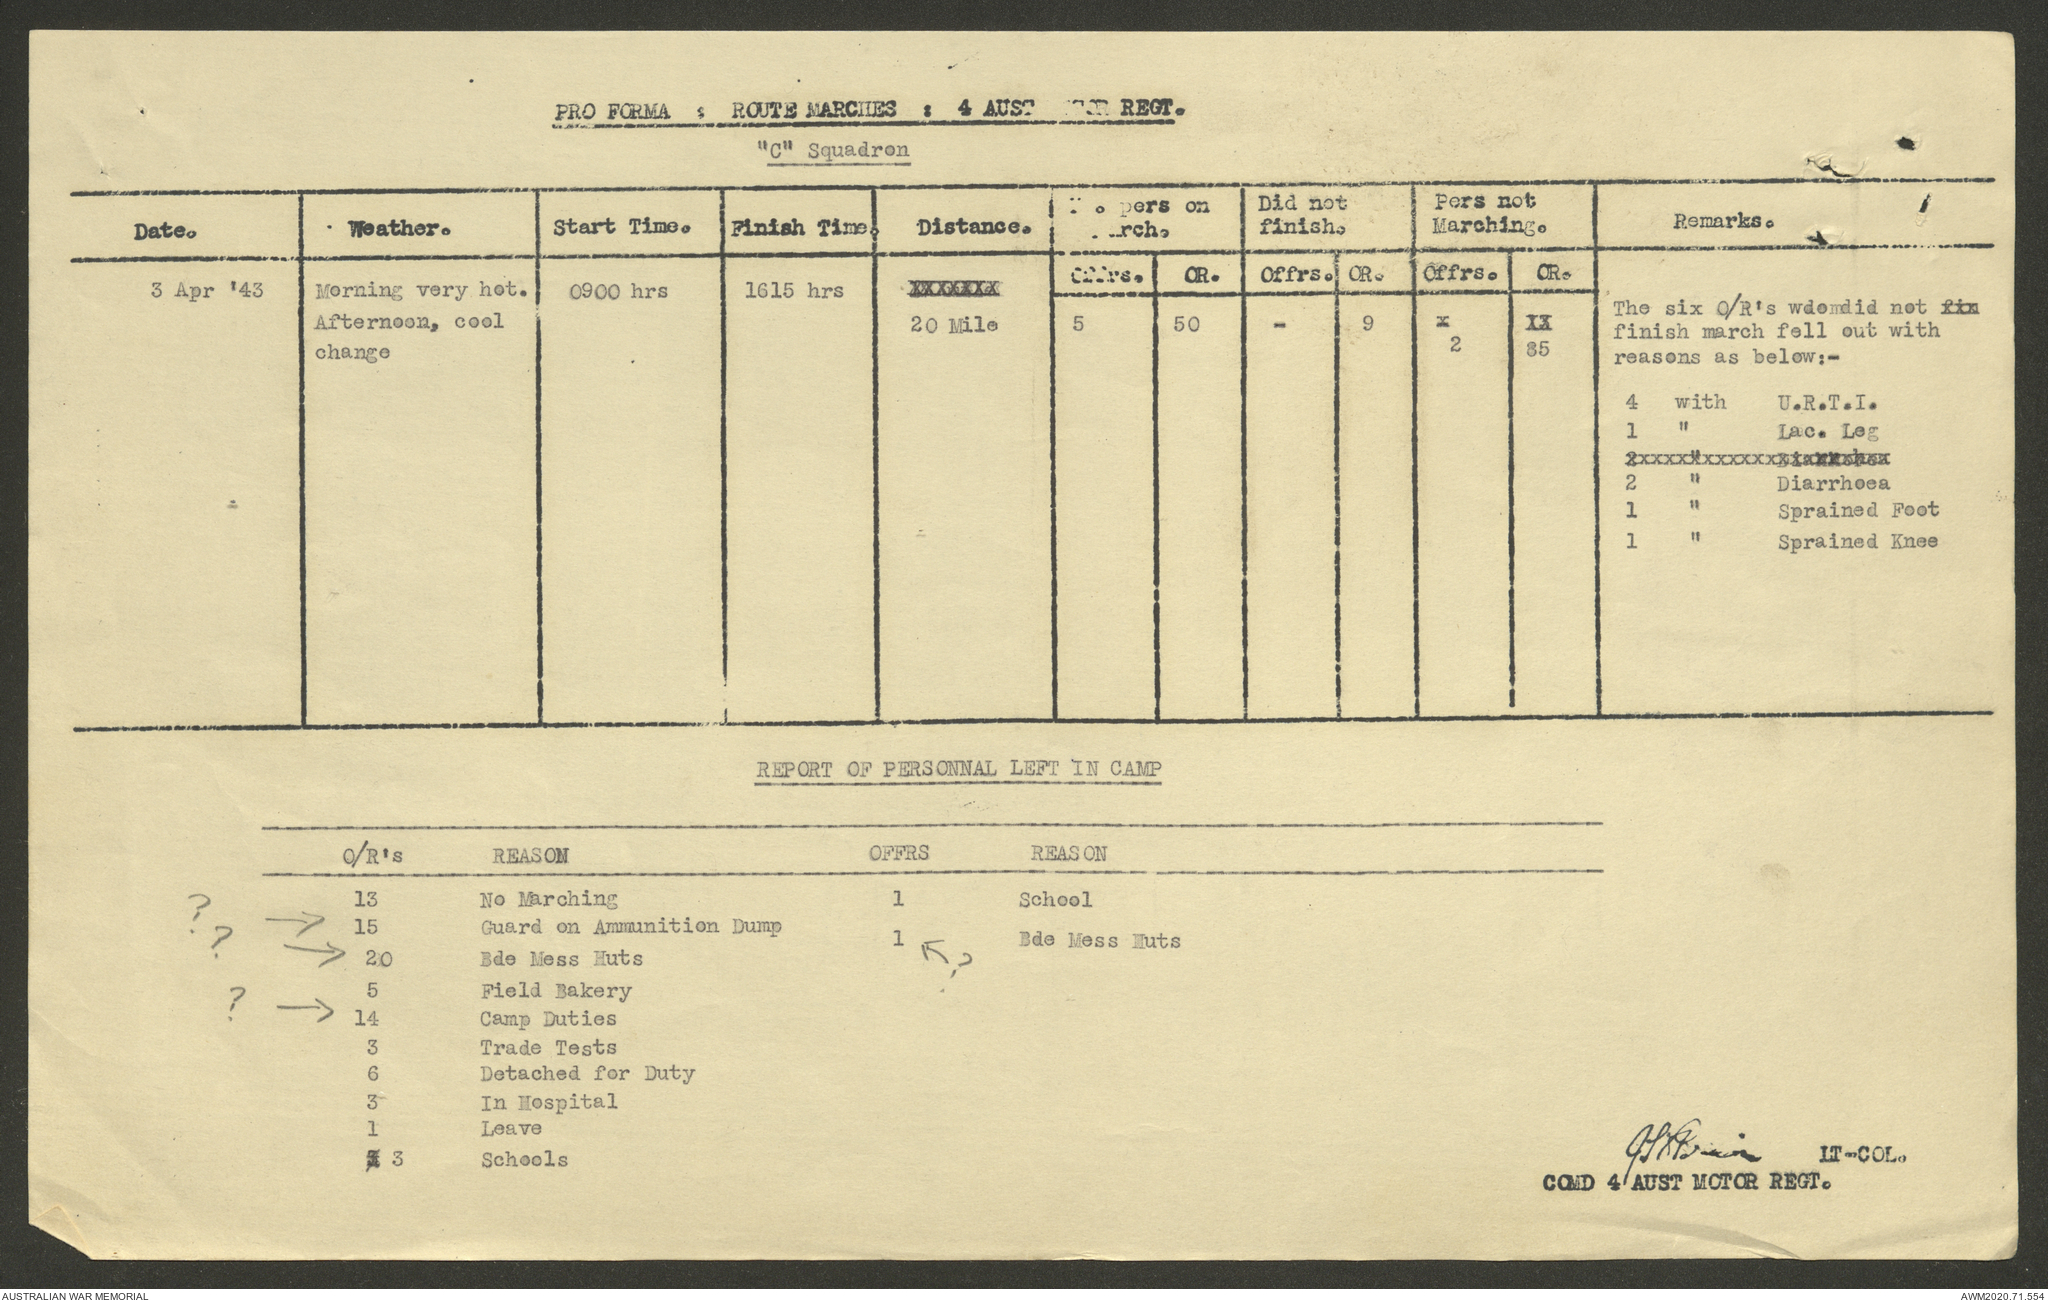 PRO FORMA : ROUTE MARCHES : 4 AUST REGT.
"C" Squadron
Date. Weather. Start Time. Finish Time. Distance. pers on Did not finish. Pers not Marching. Remarks.
Offrs. OR. Offrs. OR. Offrs. OR.
3 Apr '43 Morning very hot. 0900 hrs 1615 hrs xxxxxxx
Afternoon, cool 20 Mile 5 50 - 9 x
change 2 85
The six O/R's wdomdid not fix
finish march fell out with
reasons as below:-
4 with U.R.T.I.
1 " Lac. Leg
2 " Diarrhoea
1 " Sprained Foot
1 " Sprained Knee
REPORT OF PERSONNAL LEFT IN CAMP
O/R's REASON OFFRS REASON
13 No Marching 1 School
? → 15 Guard on Ammunition Dump
1 Bde Mess Huts
? → 20 Bde Mess Huts
?
5 Field Bakery
? → 14 Camp Duties
3 Trade Tests
6 Detached for Duty
3 In Hospital
1 Leave
3 Schools
LT-COL.
COMD 4 AUST MOTOR REGT.
AUSTRALIAN WAR MEMORIAL
AWM2020.71.554